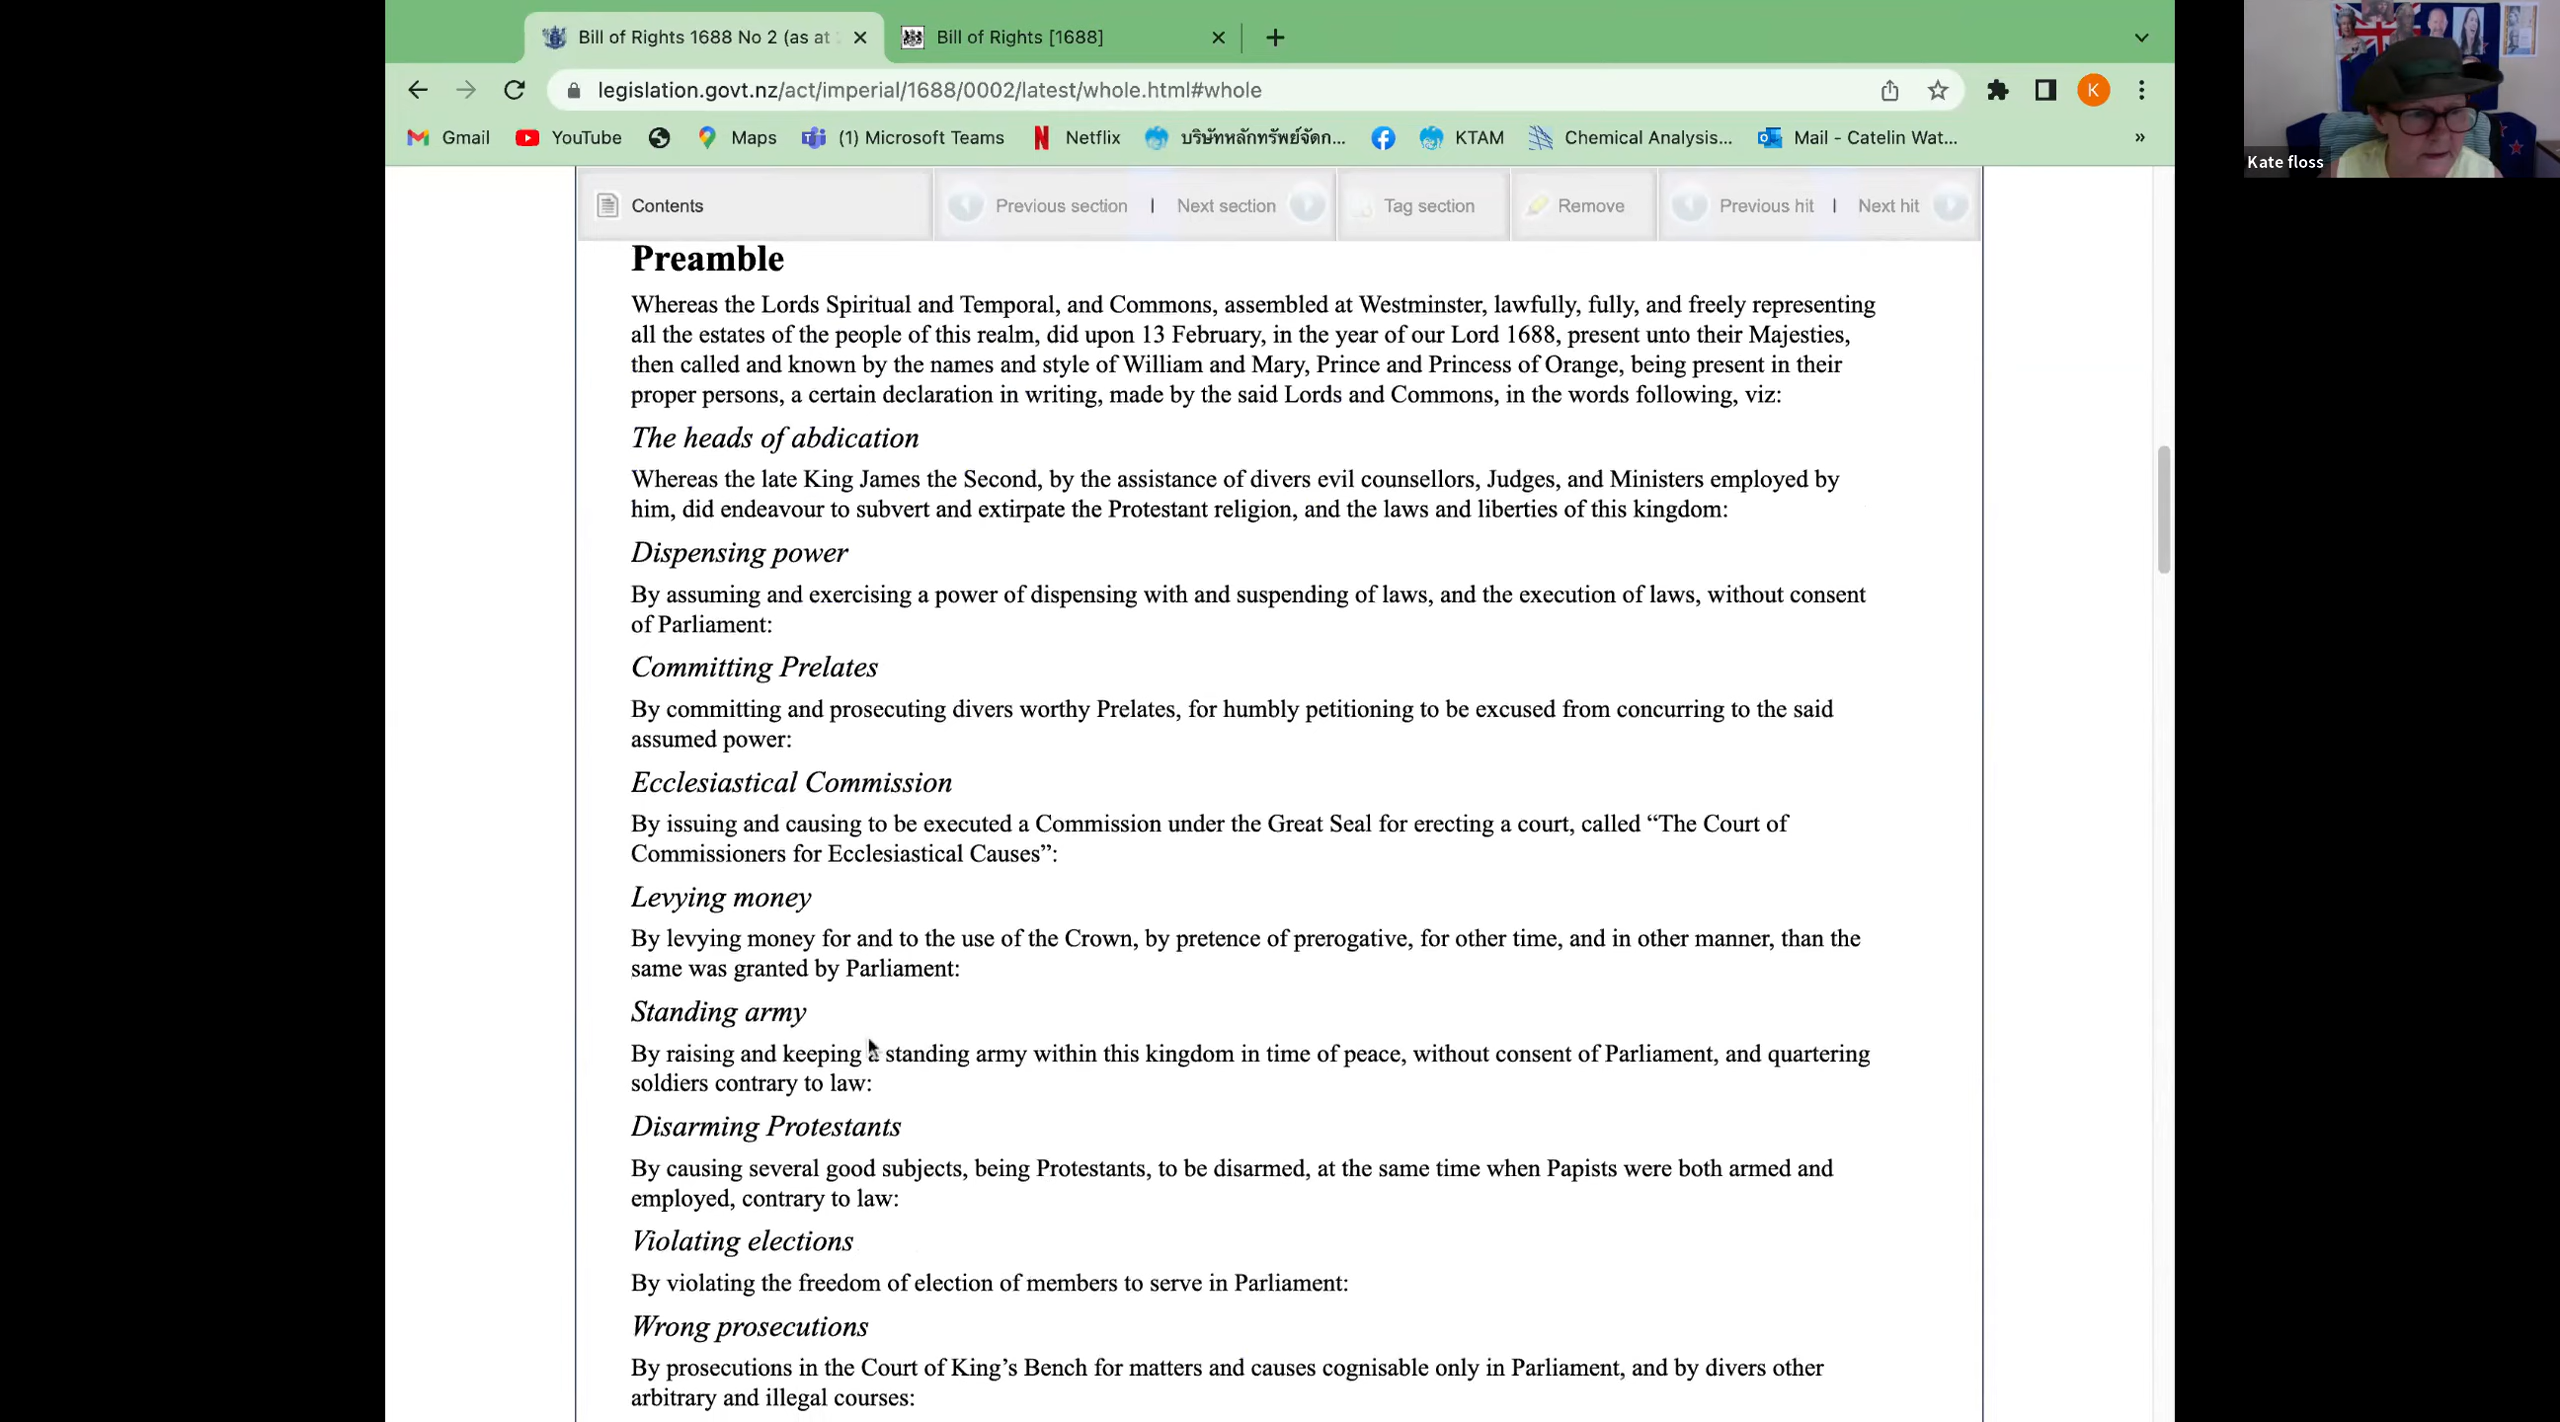 Bill of Rights 1688 No 2 (as at
Bill of Rights [1688]
legislation.govt.nz/act/imperial/1688/0002/latest/whole.html#whole
K
Gmail
YouTube
Maps
(1) Microsoft Teams
Netflix
บริษัทหลักทรัพย์จัดก...
KTAM
Chemical Analysis...
Mail - Catelin Wat...
»
Kate floss
Contents
Previous section | Next section
Tag section
Remove
Previous hit | Next hit
Preamble
Whereas the Lords Spiritual and Temporal, and Commons, assembled at Westminster, lawfully, fully, and freely representing
all the estates of the people of this realm, did upon 13 February, in the year of our Lord 1688, present unto their Majesties,
then called and known by the names and style of William and Mary, Prince and Princess of Orange, being present in their
proper persons, a certain declaration in writing, made by the said Lords and Commons, in the words following, viz:
The heads of abdication
Whereas the late King James the Second, by the assistance of divers evil counsellors, Judges, and Ministers employed by
him, did endeavour to subvert and extirpate the Protestant religion, and the laws and liberties of this kingdom:
Dispensing power
By assuming and exercising a power of dispensing with and suspending of laws, and the execution of laws, without consent
of Parliament:
Committing Prelates
By committing and prosecuting divers worthy Prelates, for humbly petitioning to be excused from concurring to the said
assumed power:
Ecclesiastical Commission
By issuing and causing to be executed a Commission under the Great Seal for erecting a court, called “The Court of
Commissioners for Ecclesiastical Causes”:
Levying money
By levying money for and to the use of the Crown, by pretence of prerogative, for other time, and in other manner, than the
same was granted by Parliament:
Standing army
By raising and keeping a standing army within this kingdom in time of peace, without consent of Parliament, and quartering
soldiers contrary to law:
Disarming Protestants
By causing several good subjects, being Protestants, to be disarmed, at the same time when Papists were both armed and
employed, contrary to law:
Violating elections
By violating the freedom of election of members to serve in Parliament:
Wrong prosecutions
By prosecutions in the Court of King’s Bench for matters and causes cognisable only in Parliament, and by divers other
arbitrary and illegal courses: